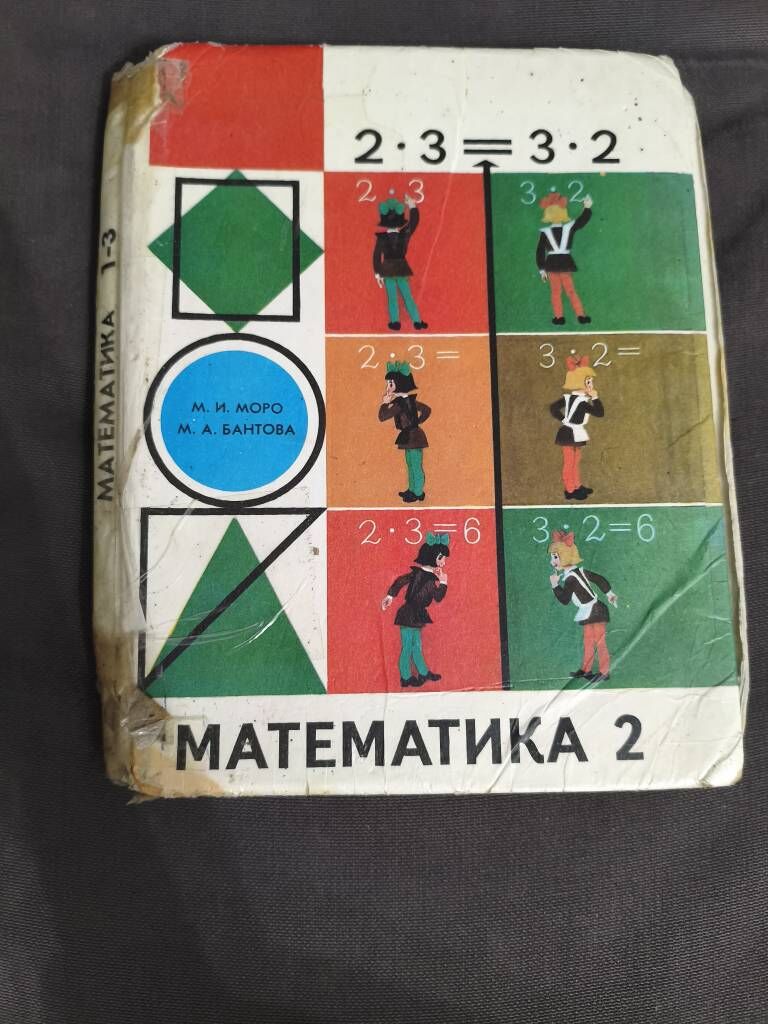 МАТЕМАТИКА 1-3
2·3=3·2
2·3
3·2
М. И. МОРО
М. А. БАНТОВА
2·3=
3·2=
2·3=6
3·2=6
МАТЕМАТИКА 2